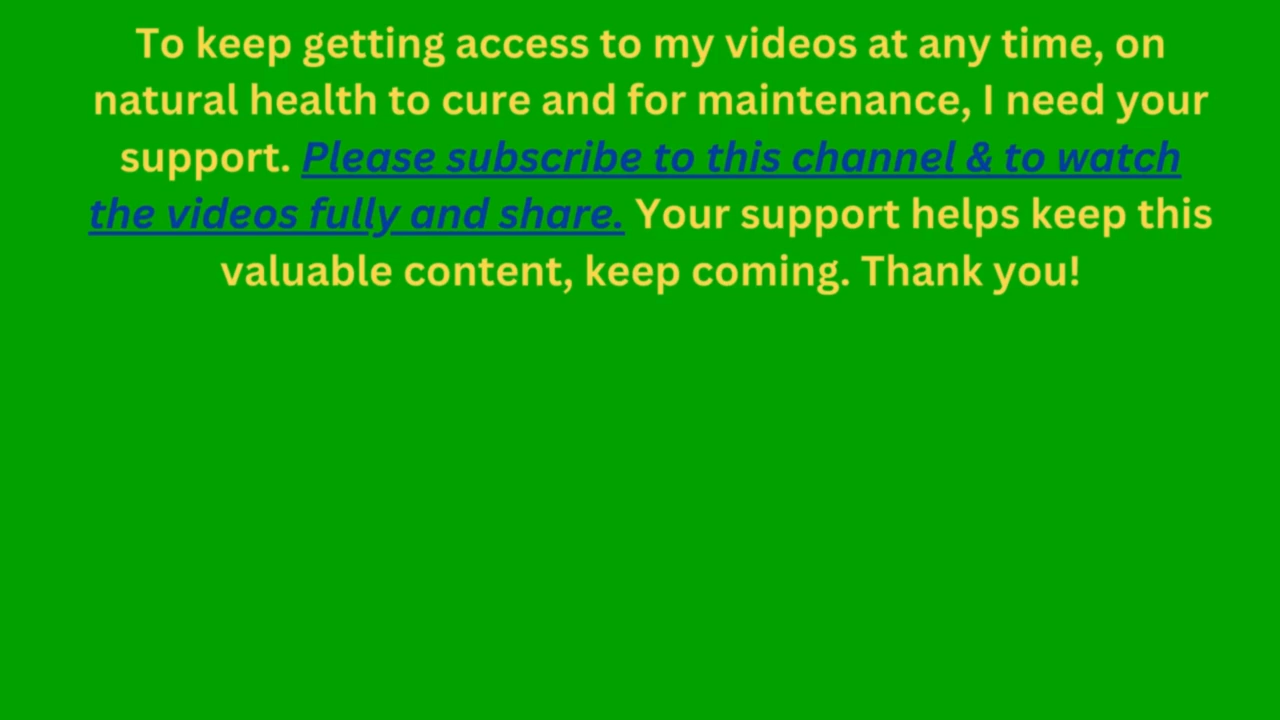 To keep getting access to my videos at any time, on
natural health to cure and for maintenance, I need your
support. Please subscribe to this channel & to watch
the videos fully and share. Your support helps keep this
valuable content, keep coming. Thank you!